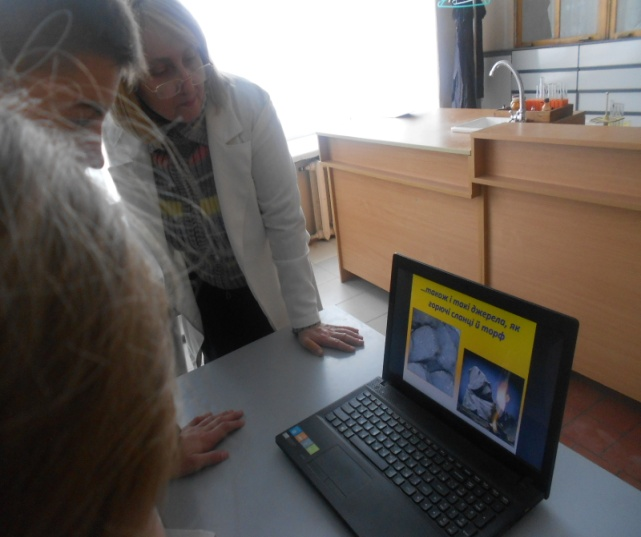 ...також і такі джерела, як
горючі сланці й торф